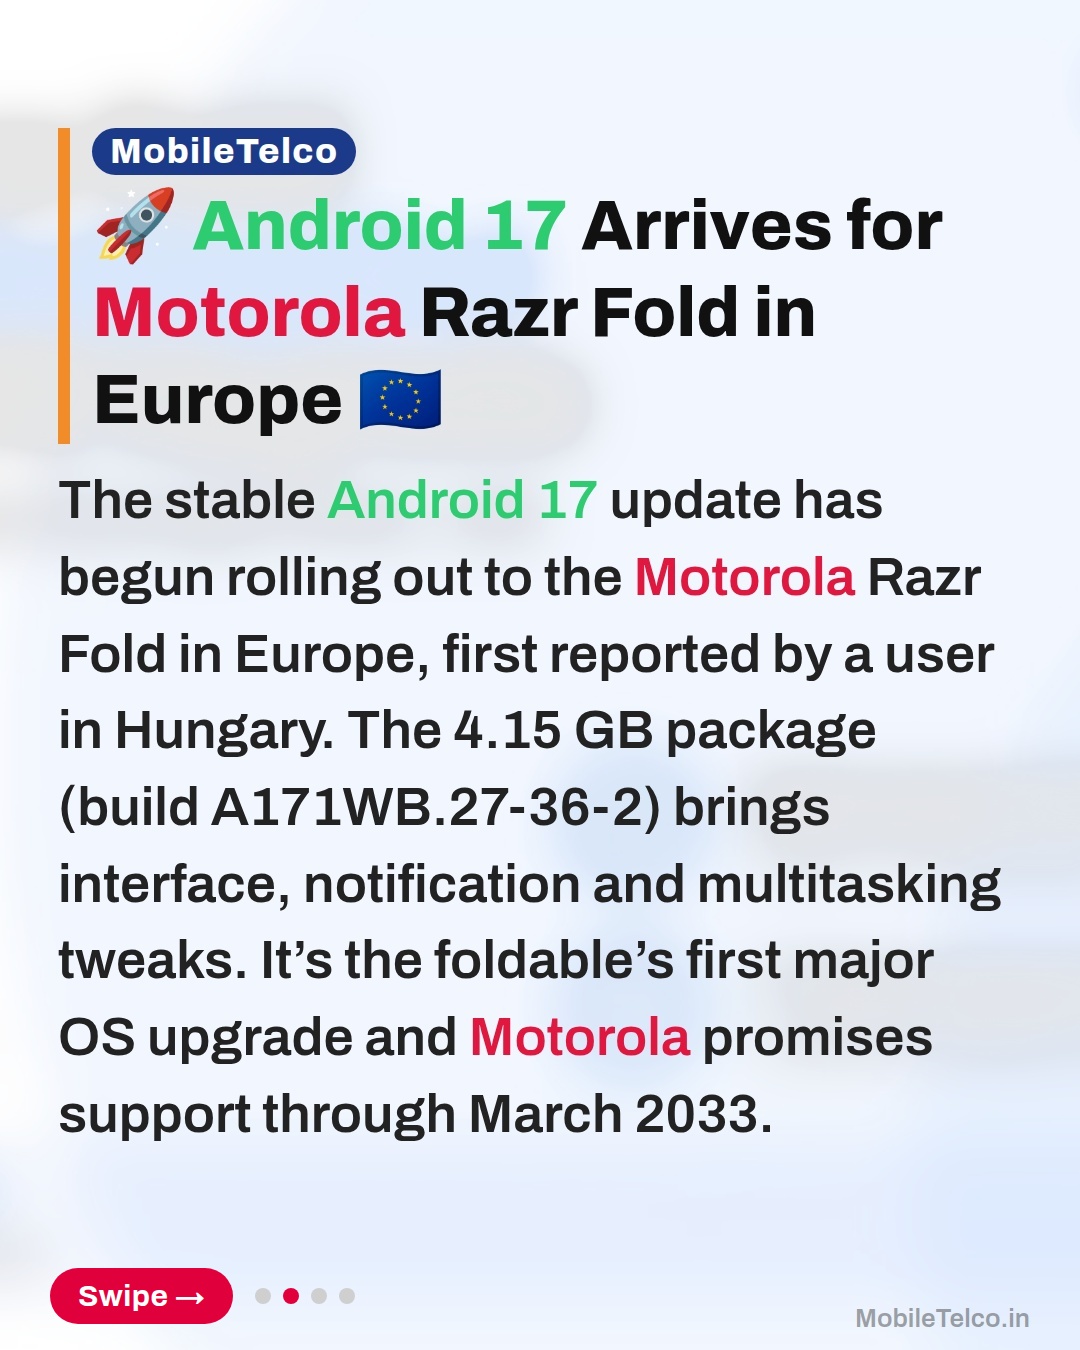 MobileTelco
🚀 Android 17 Arrives for
Motorola Razr Fold in
Europe 🇪🇺
The stable Android 17 update has
begun rolling out to the Motorola Razr
Fold in Europe, first reported by a user
in Hungary. The 4.15 GB package
(build A171WB.27-36-2) brings
interface, notification and multitasking
tweaks. It’s the foldable’s first major
OS upgrade and Motorola promises
support through March 2033.
Swipe →
MobileTelco.in